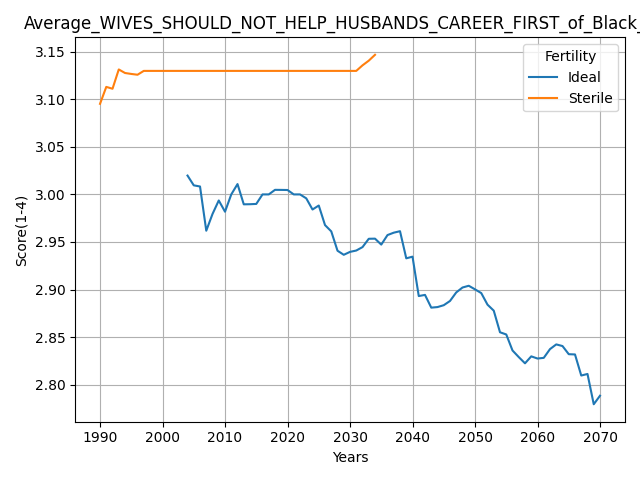 Average_WIVES_SHOULD_NOT_HELP_HUSBANDS_CAREER_FIRST_of_Black_
3.15
3.10
3.05
3.00
2.95
2.90
2.85
2.80
Score(1-4)
Fertility
Ideal
Sterile
1990 2000 2010 2020 2030 2040 2050 2060 2070
Years